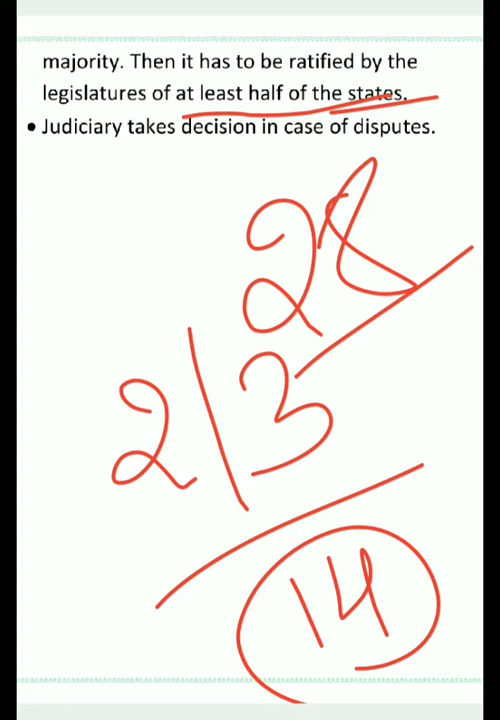 majority. Then it has to be ratified by the
legislatures of at least half of the states.
• Judiciary takes decision in case of disputes.
28
2/3
14